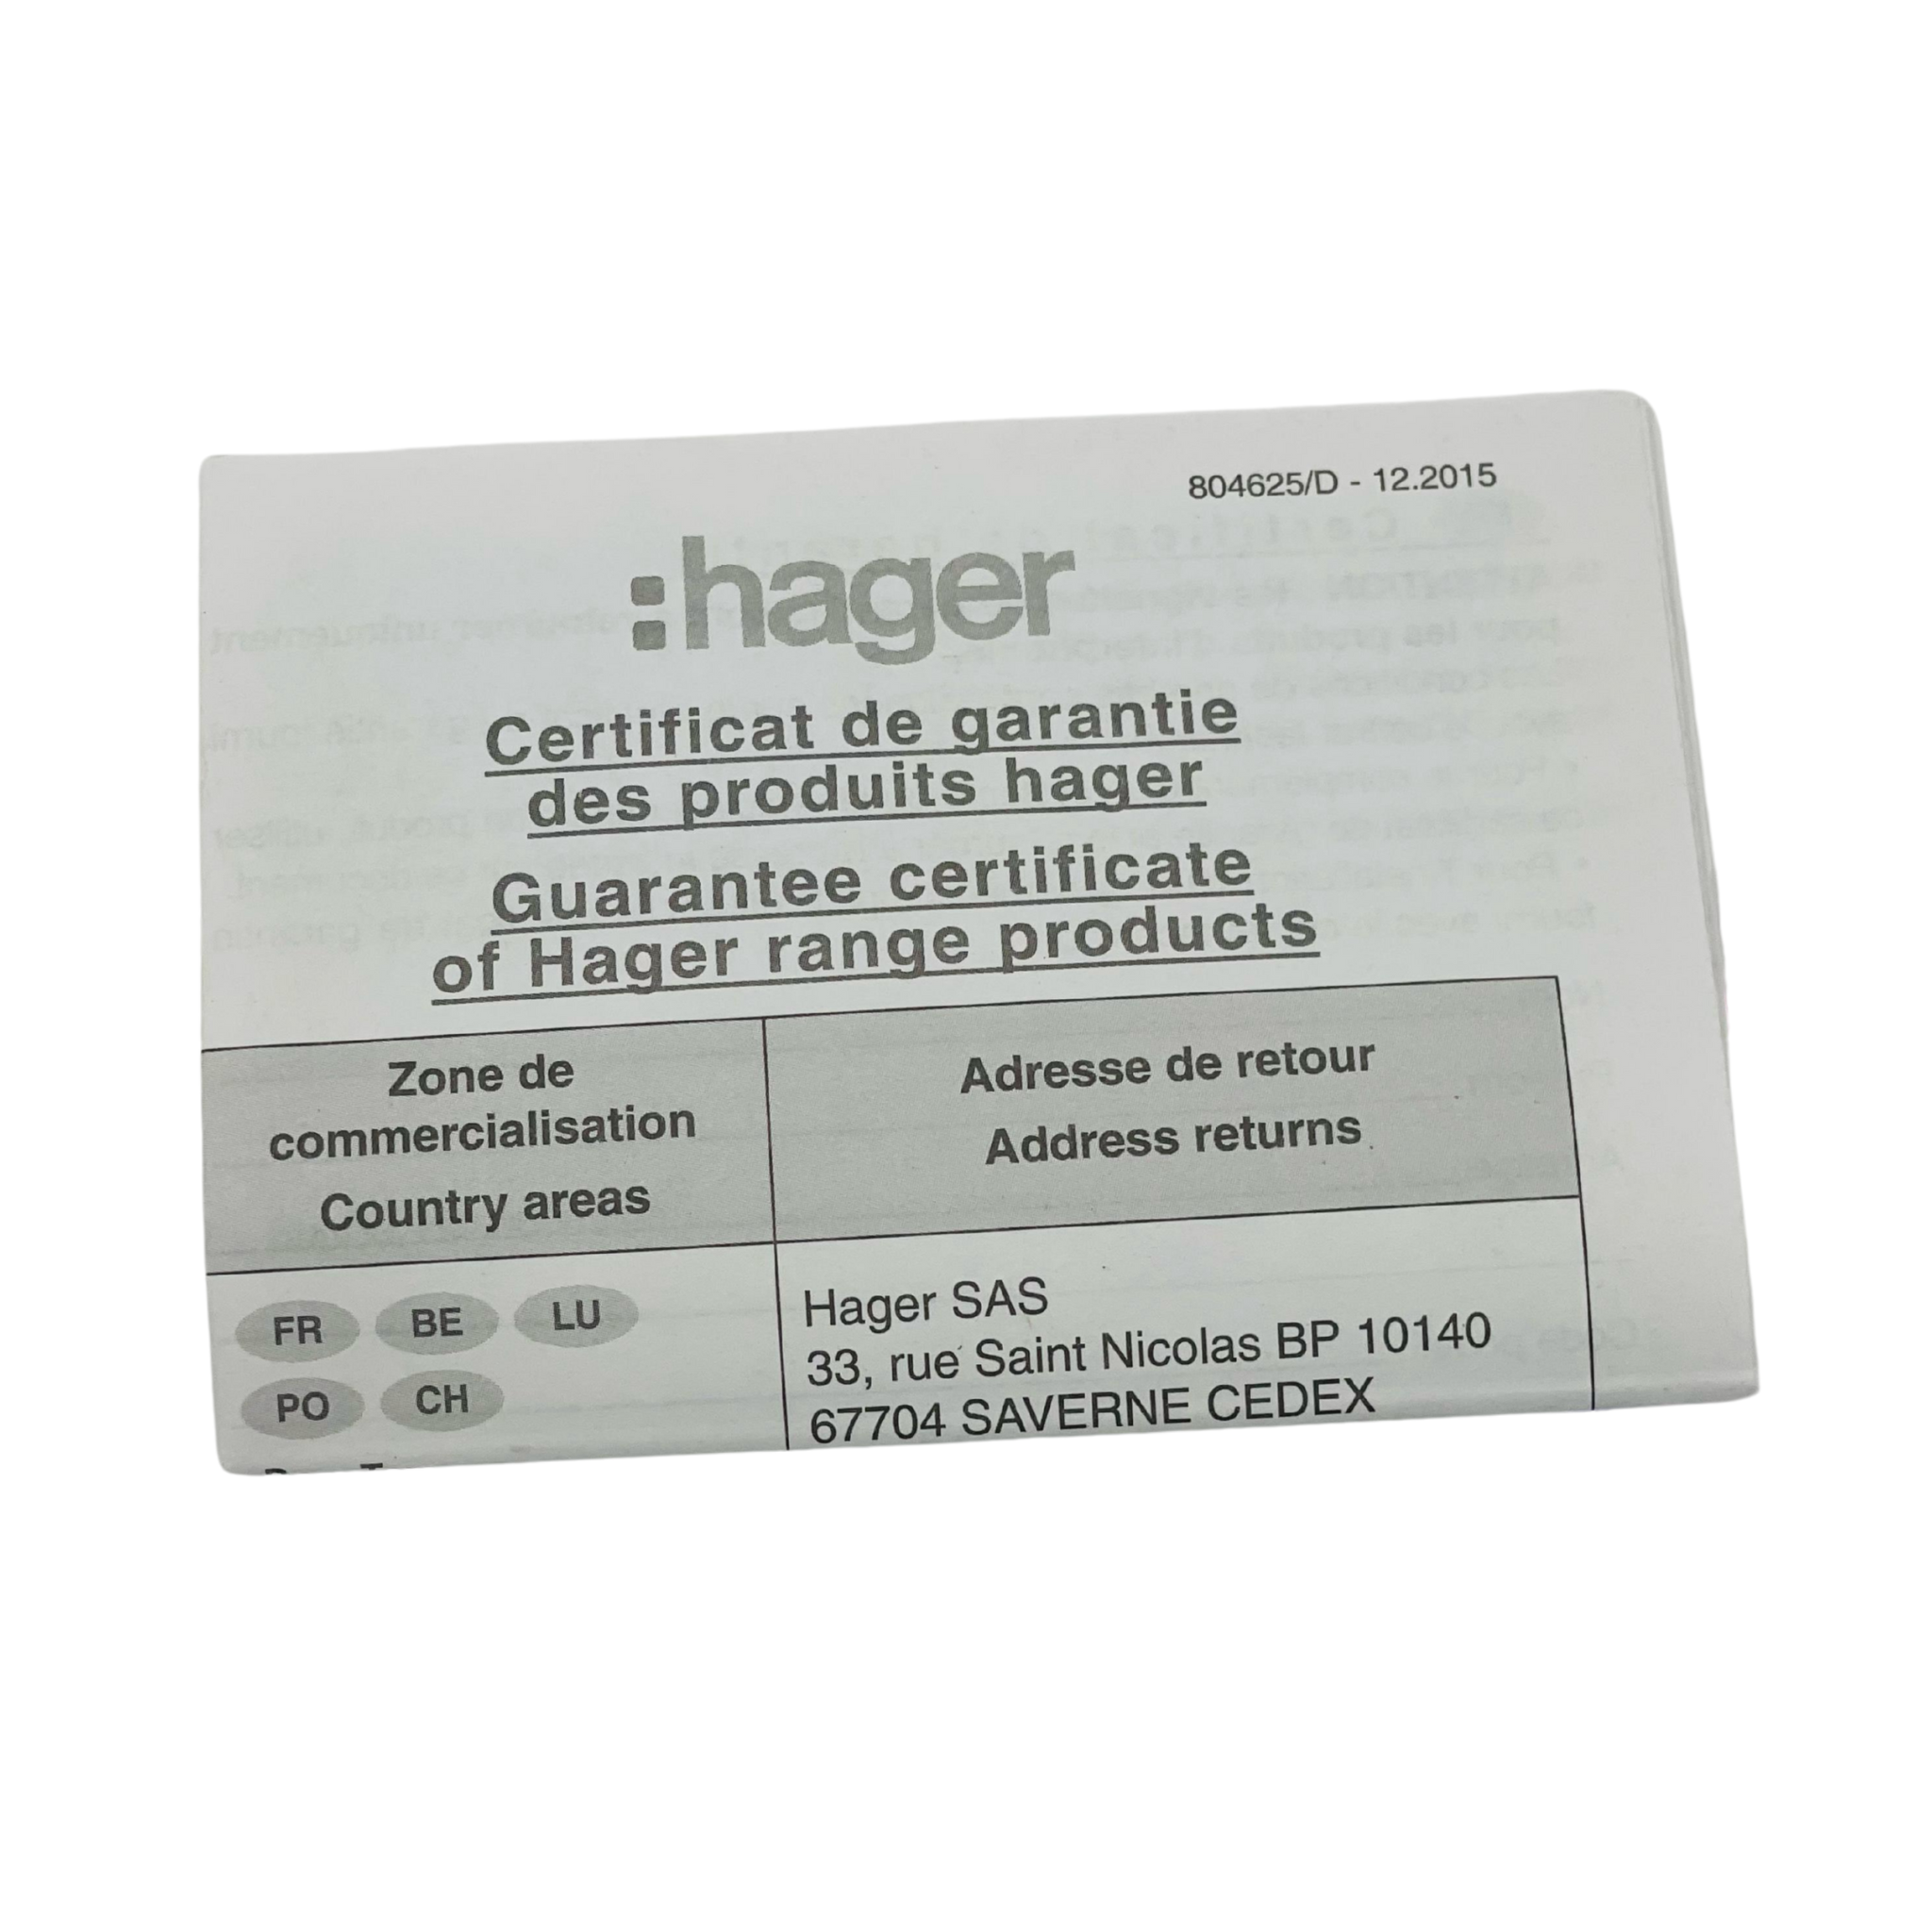 804625/D - 12.2015
:hager
Certificat de garantie
des produits hager
Guarantee certificate
of Hager range products
Zone de
commercialisation
Country areas
Adresse de retour
Address returns
FR BE LU
PO CH
Hager SAS
33, rue Saint Nicolas BP 10140
67704 SAVERNE CEDEX